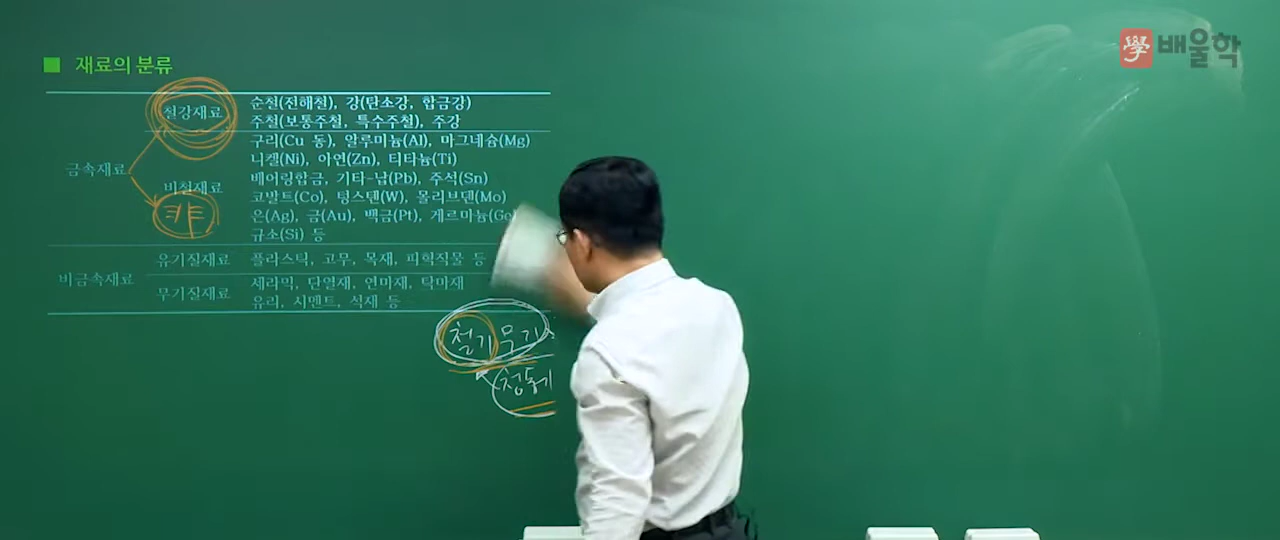 學 배울학
■ 재료의 분류
철강재료
순철(전해철), 강(탄소강, 합금강)
주철(보통주철, 특수주철), 주강
금속재료
비철재료
구리(Cu 동), 알루미늄(Al), 마그네슘(Mg)
니켈(Ni), 아연(Zn), 티타늄(Ti)
베어링합금, 기타-납(Pb), 주석(Sn)
코발트(Co), 텅스텐(W), 몰리브덴(Mo)
은(Ag), 금(Au), 백금(Pt), 게르마늄(Ge)
규소(Si) 등
非
비금속재료
유기질재료 플라스틱, 고무, 목재, 피혁직물 등
무기질재료
세라믹, 단열재, 연마재, 탁마재
유리, 시멘트, 석재 등
철기 무기
청동기